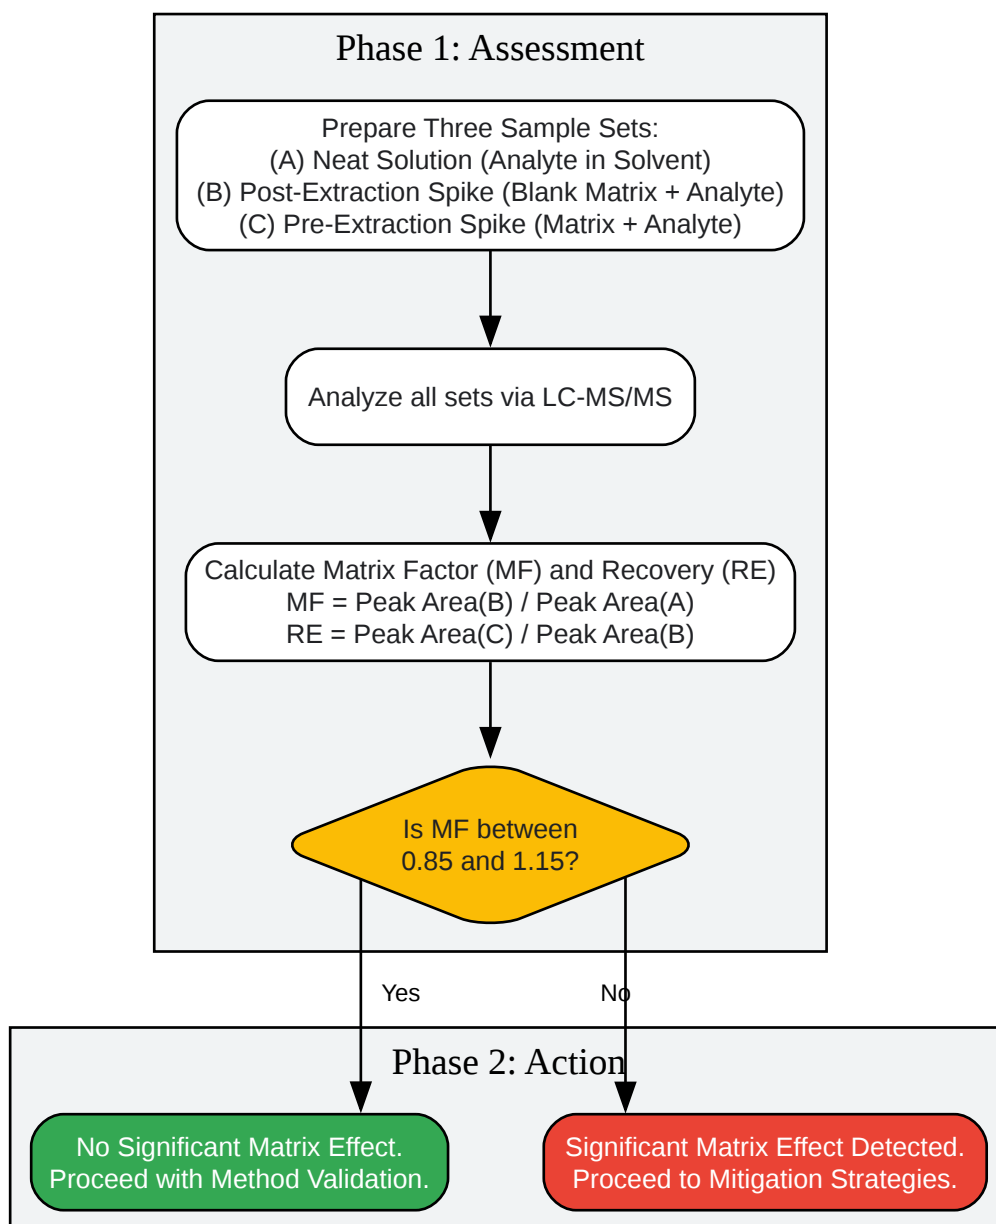 Phase 1: Assessment
Prepare Three Sample Sets:
(A) Neat Solution (Analyte in Solvent)
(B) Post-Extraction Spike (Blank Matrix + Analyte)
(C) Pre-Extraction Spike (Matrix + Analyte)
Analyze all sets via LC-MS/MS
Calculate Matrix Factor (MF) and Recovery (RE)
MF = Peak Area(B) / Peak Area(A)
RE = Peak Area(C) / Peak Area(B)
Is MF between
0.85 and 1.15?
Yes
No
Phase 2: Action
No Significant Matrix Effect.
Proceed with Method Validation.
Significant Matrix Effect Detected.
Proceed to Mitigation Strategies.